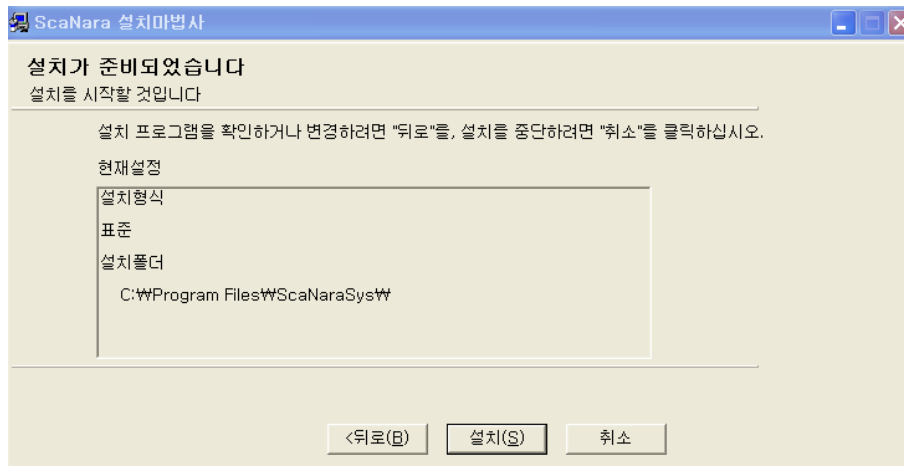 ScaNara 설치마법사
설치가 준비되었습니다
설치를 시작할 것입니다
설치 프로그램을 확인하거나 변경하려면 "뒤로"를, 설치를 중단하려면 "취소"를 클릭하십시오.
현재설정
설치형식
표준
설치폴더
C:₩Program Files₩ScaNaraSys₩
<뒤로(B) 설치(S) 취소